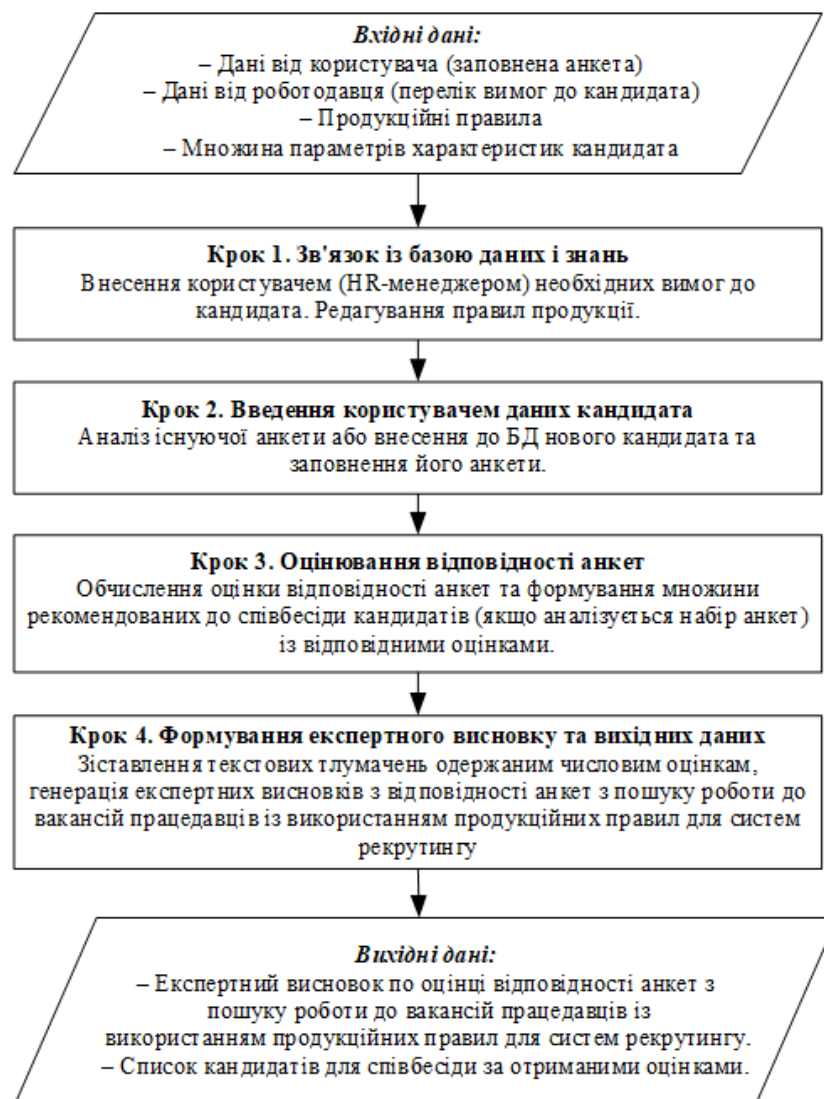 Вхідні дані:
– Дані від користувача (заповнена анкета)
– Дані від роботодавця (перелік вимог до кандидата)
– Продукційні правила
– Множина параметрів характеристик кандидата
Крок 1. Зв'язок із базою даних і знань
Внесення користувачем (HR-менеджером) необхідних вимог до
кандидата. Редагування правил продукції.
Крок 2. Введення користувачем даних кандидата
Аналіз існуючої анкети або внесення до БД нового кандидата та
заповнення його анкети.
Крок 3. Оцінювання відповідності анкет
Обчислення оцінки відповідності анкет та формування множини
рекомендованих до співбесіди кандидатів (якщо аналізується набір анкет)
із відповідними оцінками.
Крок 4. Формування експертного висновку та вихідних даних
Зіставлення текстових тлумачень одержаним числовим оцінкам,
генерація експертних висновків з відповідності анкет з пошуку роботи до
вакансій працедавців із використанням продукційних правил для систем
рекрутингу
Вихідні дані:
– Експертний висновок по оцінці відповідності анкет з
пошуку роботи до вакансій працедавців із
використанням продукційних правил для систем рекрутингу.
– Список кандидатів для співбесіди за отриманими оцінками.